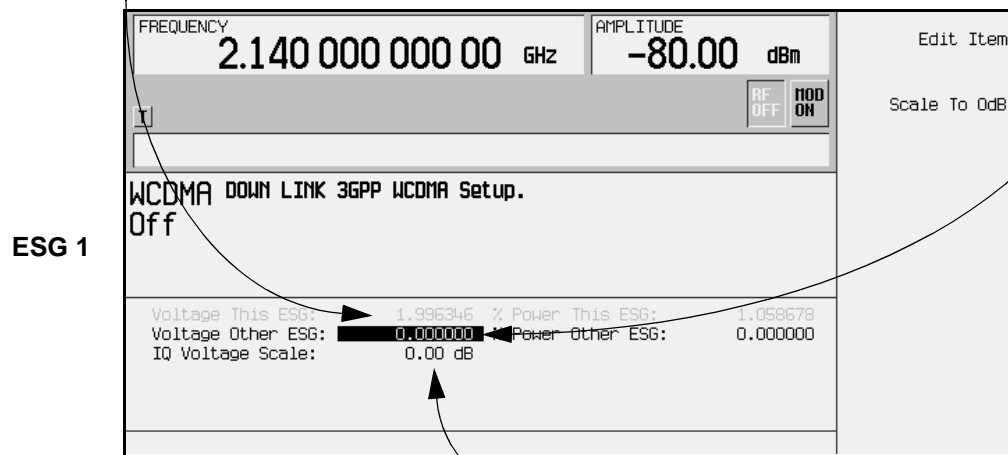 FREQUENCY
2.140 000 000 00 GHz
AMPLITUDE
-80.00 dBm
Edit Item
Scale To 0dB
RF OFF
MOD ON
T
WCDMA DOWN LINK 3GPP WCDMA Setup.
Off
ESG 1
Voltage This ESG: 1.996346 % Power This ESG: 1.058678
Voltage Other ESG: 0.000000 % Power Other ESG: 0.000000
IQ Voltage Scale: 0.00 dB